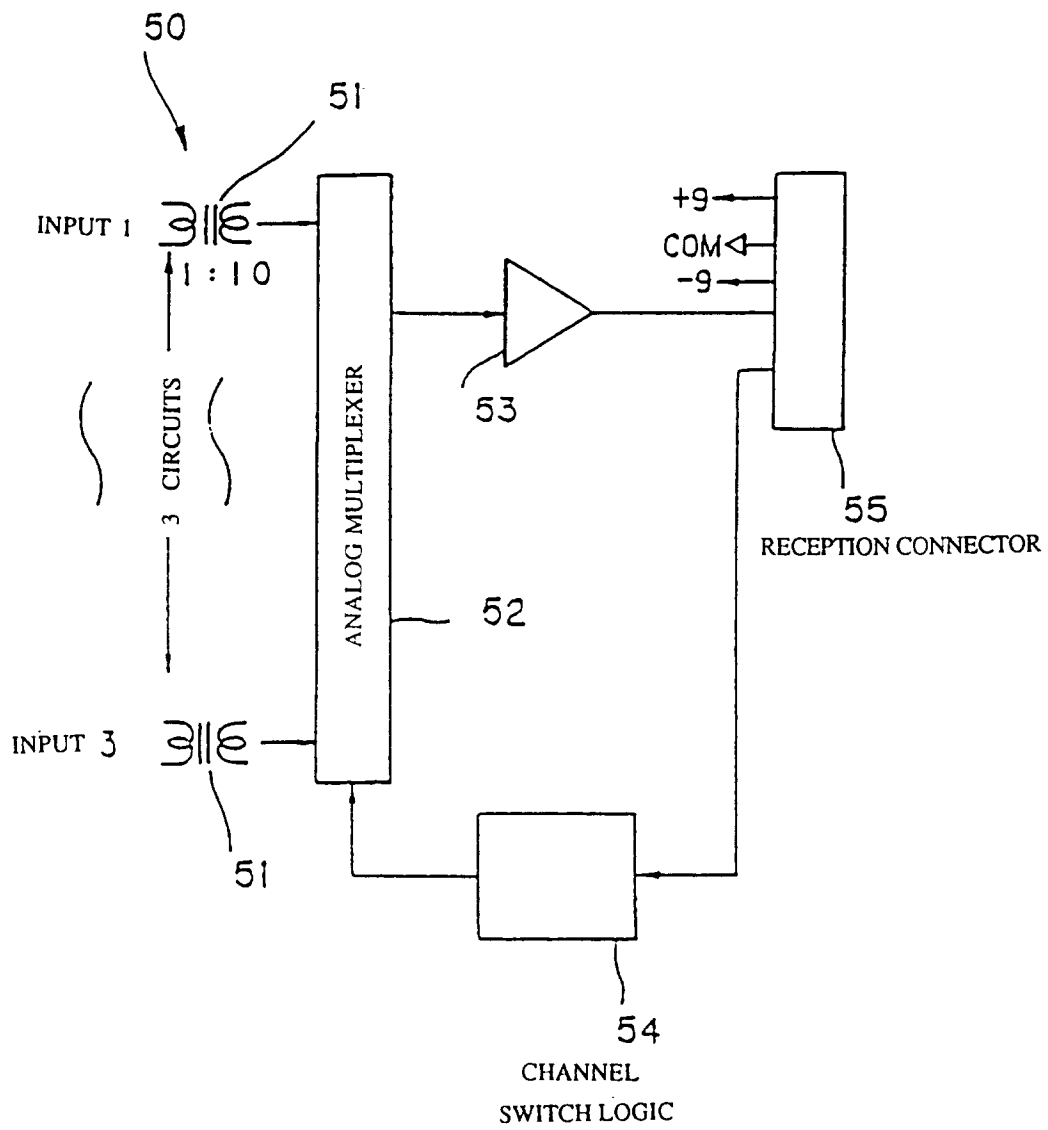 50
51
INPUT 1
1 : 10
+9
COM
-9
3 CIRCUITS
ANALOG MULTIPLEXER
53
55
RECEPTION CONNECTOR
52
INPUT 3
51
54
CHANNEL
SWITCH LOGIC